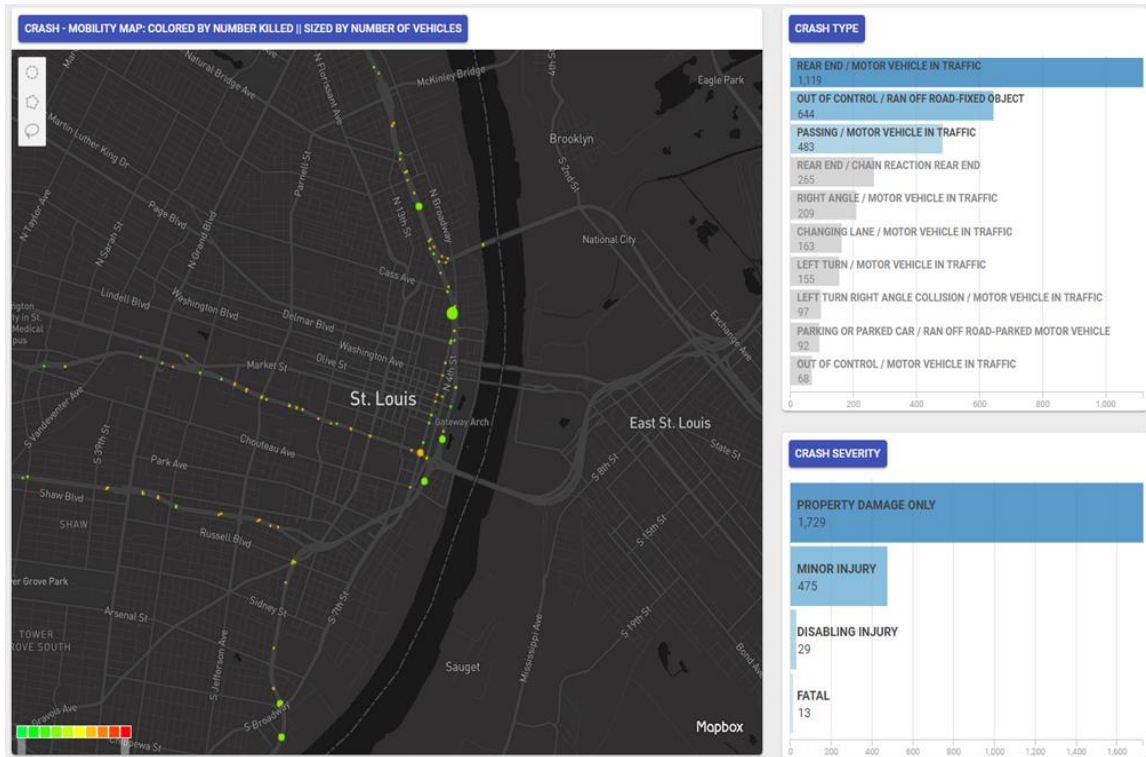 CRASH - MOBILITY MAP: COLORED BY NUMBER KILLED || SIZED BY NUMBER OF VEHICLES
N Florissant Ave
McKinley Bridge
4th St
Eagle Park
Natural Bridge Ave
Martin Luther King Dr
Brooklyn
Parnell St
S 2nd St
N Taylor Ave
N Broadway
N 13th St
Page Blvd
N Grand Blvd
N Sarah St
National City
Cass Ave
Lindell Blvd
Washington Blvd
Delmar Blvd
Exchange Ave
Washington Ave
Market St
Olive St
N 4th St
St. Louis
S Vandeventer Ave
Gateway Arch
East St. Louis
Chouteau Ave
S 39th St
State St
Park Ave
S 8th St
Shaw Blvd
S 15th St
SHAW
Russell Blvd
S 7th St
Sidney St
Arsenal St
S 19th St
TOWER
Mississippi Ave
S Jefferson Ave
Sauget
S Broadway
Chippewa St
Mapbox
CRASH TYPE
REAR END / MOTOR VEHICLE IN TRAFFIC
1,119
OUT OF CONTROL / RAN OFF ROAD-FIXED OBJECT
644
PASSING / MOTOR VEHICLE IN TRAFFIC
483
REAR END / CHAIN REACTION REAR END
265
RIGHT ANGLE / MOTOR VEHICLE IN TRAFFIC
209
CHANGING LANE / MOTOR VEHICLE IN TRAFFIC
163
LEFT TURN / MOTOR VEHICLE IN TRAFFIC
155
LEFT TURN RIGHT ANGLE COLLISION / MOTOR VEHICLE IN TRAFFIC
97
PARKING OR PARKED CAR / RAN OFF ROAD-PARKED MOTOR VEHICLE
92
OUT OF CONTROL / MOTOR VEHICLE IN TRAFFIC
68
0 200 400 600 800 1,000
CRASH SEVERITY
PROPERTY DAMAGE ONLY
1,729
MINOR INJURY
475
DISABLING INJURY
29
FATAL
13
0 200 400 600 800 1,000 1,200 1,400 1,600